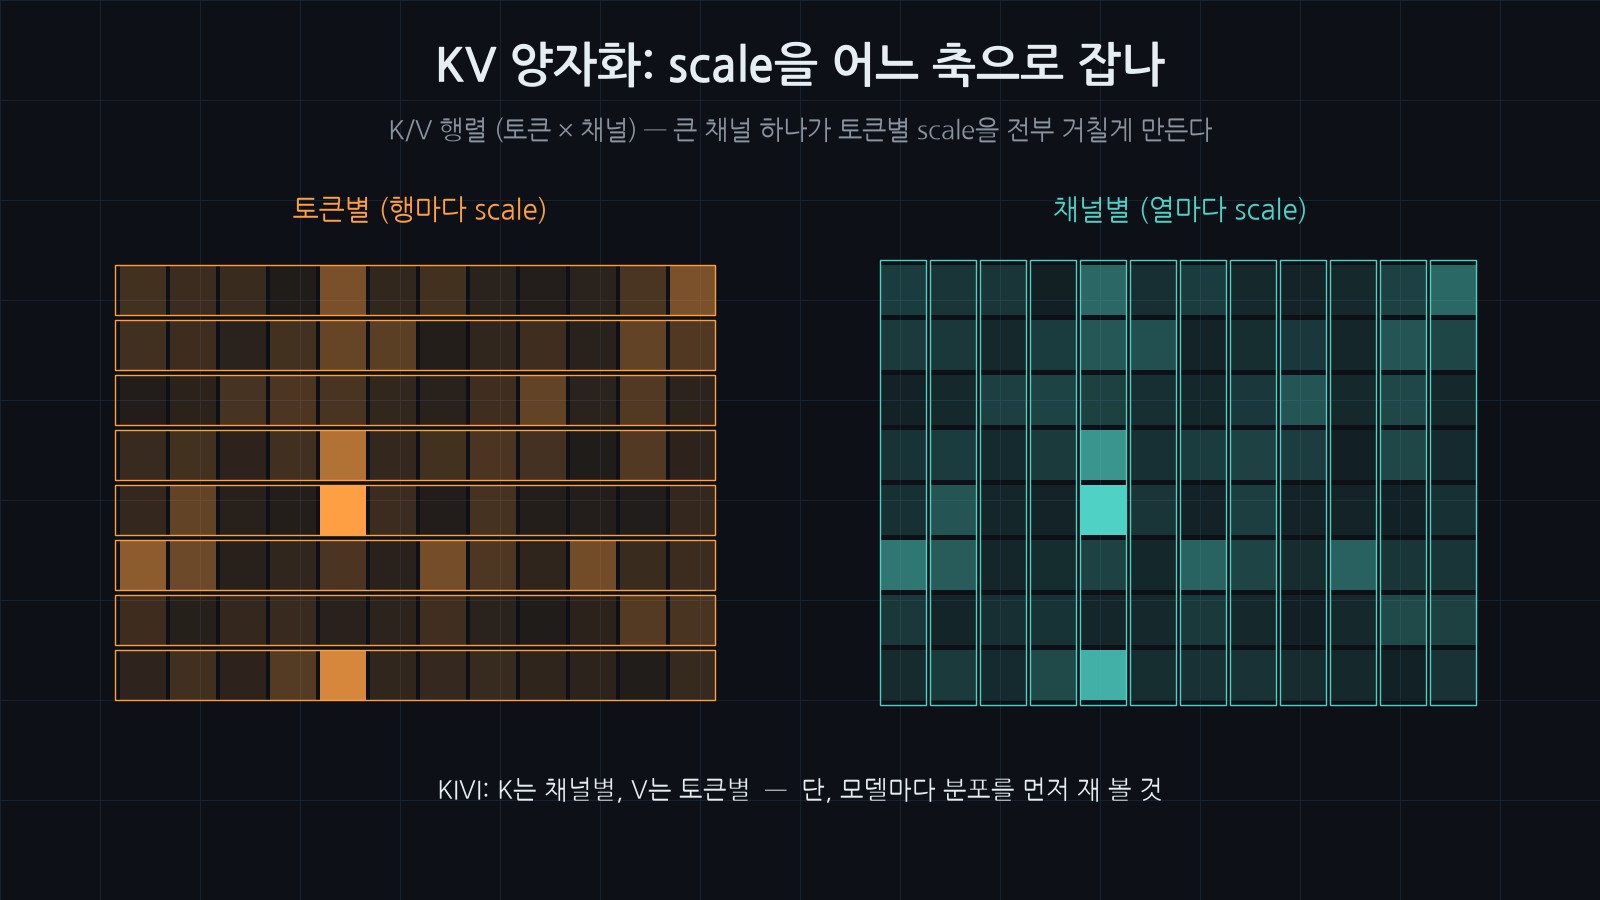 KV 양자화: scale을 어느 축으로 잡나
K/V 행렬 (토큰 × 채널) — 큰 채널 하나가 토큰별 scale을 전부 거칠게 만든다
토큰별 (행마다 scale)
채널별 (열마다 scale)
KIVI: K는 채널별, V는 토큰별 — 단, 모델마다 분포를 먼저 재 볼 것